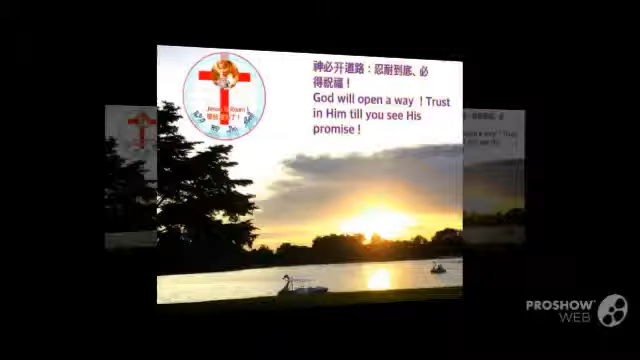 神必开道路：忍耐到底、必
得祝福！
God will open a way ！Trust
in Him till you see His
promise！
PROSHOW
WEB